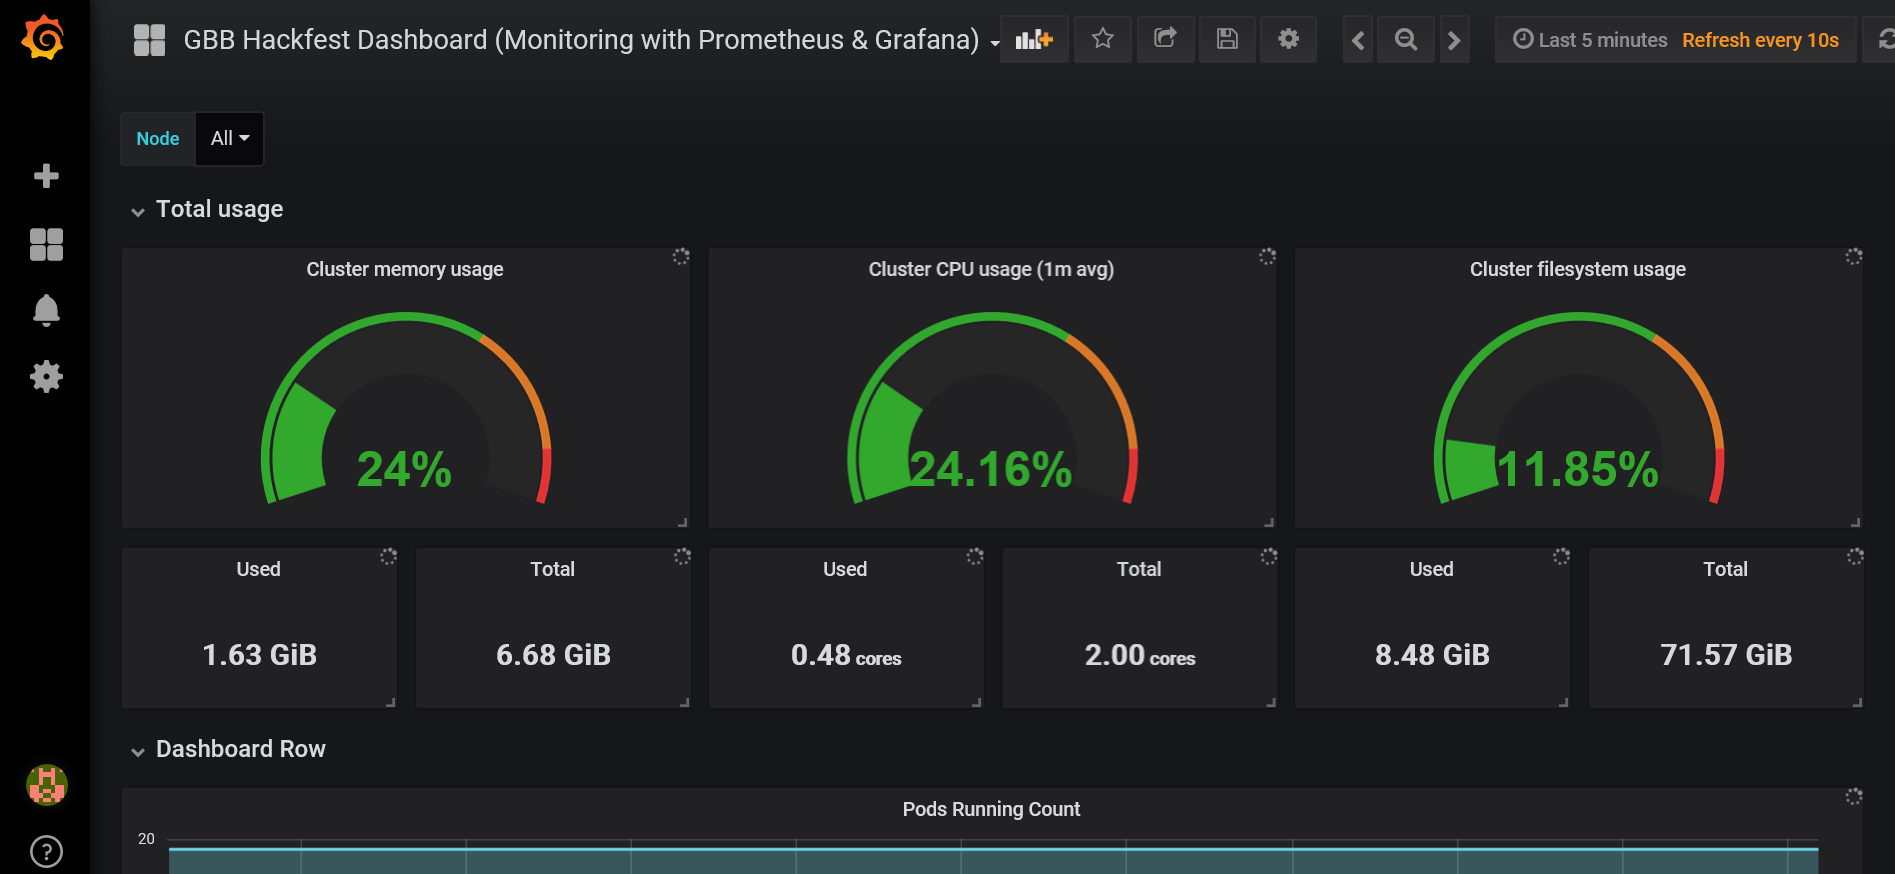 GBB Hackfest Dashboard (Monitoring with Prometheus & Grafana)
Last 5 minutes Refresh every 10s
Node All
Total usage
Cluster memory usage
24%
Cluster CPU usage (1m avg)
24.16%
Cluster filesystem usage
11.85%
Used
1.63 GiB
Total
6.68 GiB
Used
0.48 cores
Total
2.00 cores
Used
8.48 GiB
Total
71.57 GiB
Dashboard Row
Pods Running Count
20
?